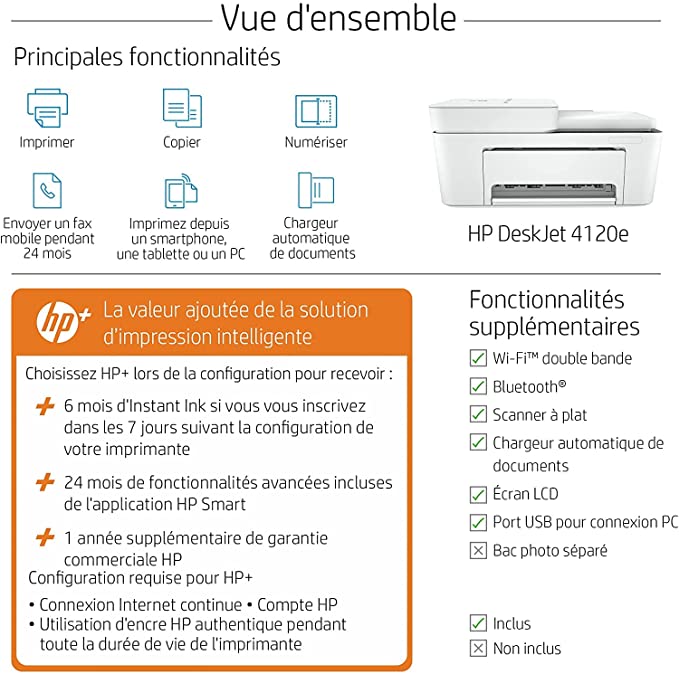 Vue d'ensemble
Principales fonctionnalités
Imprimer
Copier
Numériser
Envoyer un fax
mobile pendant
24 mois
Imprimez depuis
un smartphone,
une tablette ou un PC
Chargeur
automatique
de documents
HP DeskJet 4120e
hp+
La valeur ajoutée de la solution
d'impression intelligente
Choisissez HP+ lors de la configuration pour recevoir :
+ 6 mois d'Instant Ink si vous vous inscrivez
dans les 7 jours suivant la configuration de
votre imprimante
+ 24 mois de fonctionnalités avancées incluses
de l'application HP Smart
+ 1 année supplémentaire de garantie
commerciale HP
Configuration requise pour HP+
• Connexion Internet continue • Compte HP
• Utilisation d'encre HP authentique pendant
toute la durée de vie de l'imprimante
Fonctionnalités
supplémentaires
Wi-Fi™ double bande
Bluetooth®
Scanner à plat
Chargeur automatique de
documents
Écran LCD
Port USB pour connexion PC
Bac photo séparé
Inclus
Non inclus